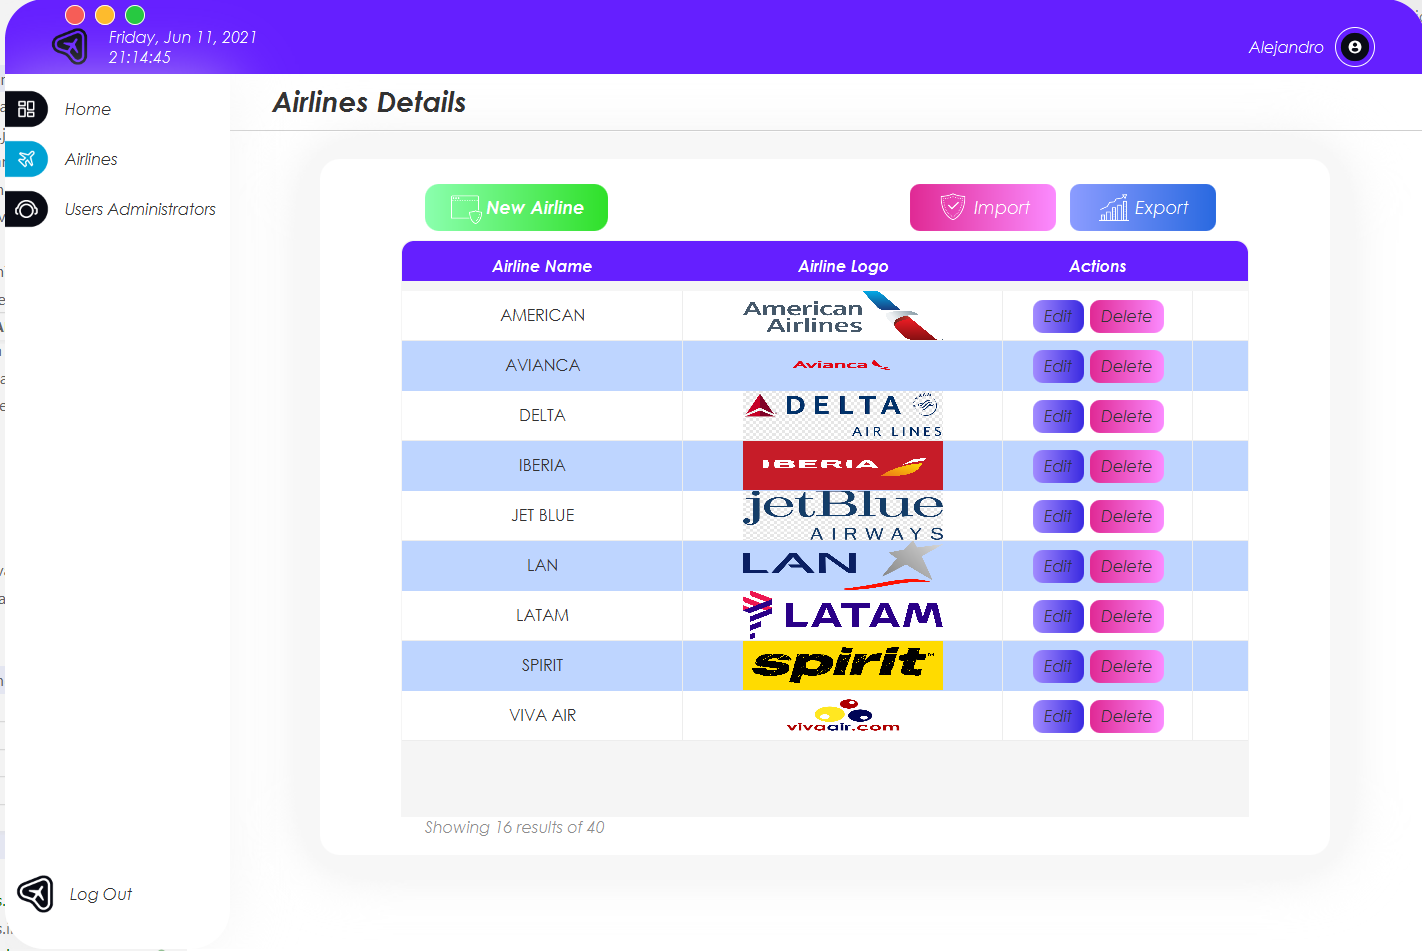 Friday, Jun 11, 2021
21:14:45
Alejandro
Home
Airlines
Users Administrators
Log Out
Airlines Details
New Airline
Import
Export
Airline Name Airline Logo Actions
AMERICAN American Airlines Edit Delete
AVIANCA Avianca Edit Delete
DELTA DELTA AIR LINES Edit Delete
IBERIA IBERIA Edit Delete
JET BLUE jetBlue AIRWAYS Edit Delete
LAN LAN Edit Delete
LATAM LATAM Edit Delete
SPIRIT spirit™ Edit Delete
VIVA AIR vivaair.com Edit Delete
Showing 16 results of 40